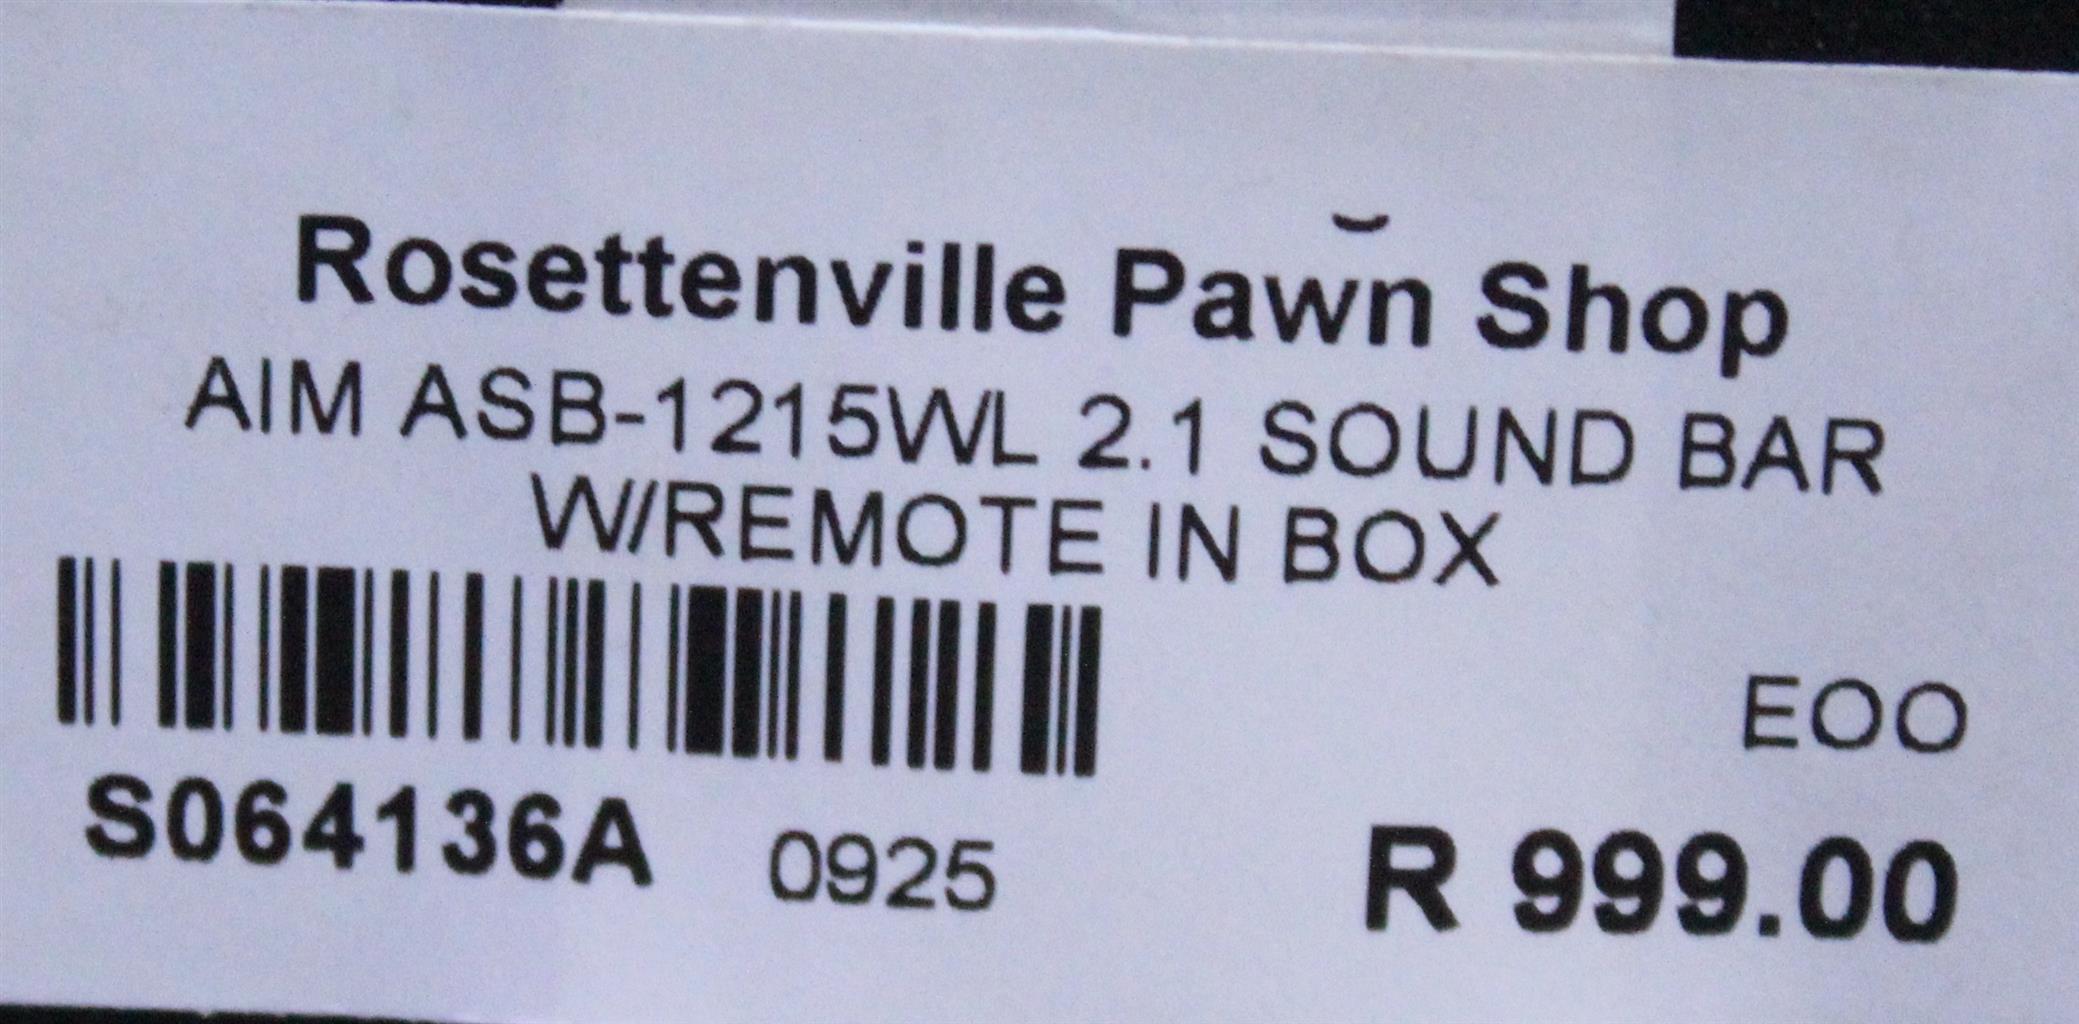 Rosettenville Pawn Shop
AIM ASB-1215WL 2.1 SOUND BAR
W/REMOTE IN BOX
EOO
S064136A 0925 R 999.00